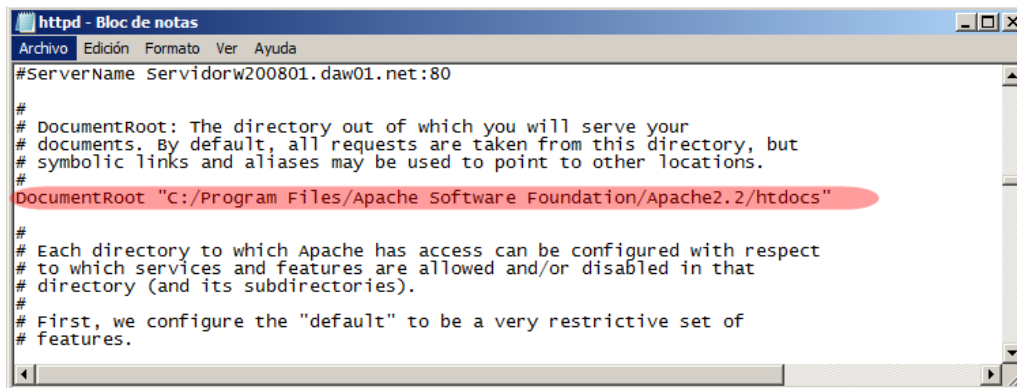 httpd - Bloc de notas
Archivo Edición Formato Ver Ayuda
#ServerName ServidorW200801.daw01.net:80
#
# DocumentRoot: The directory out of which you will serve your
# documents. By default, all requests are taken from this directory, but
# symbolic links and aliases may be used to point to other locations.
#
DocumentRoot "C:/Program Files/Apache Software Foundation/Apache2.2/htdocs"
#
# Each directory to which Apache has access can be configured with respect
# to which services and features are allowed and/or disabled in that
# directory (and its subdirectories).
#
# First, we configure the "default" to be a very restrictive set of
# features.